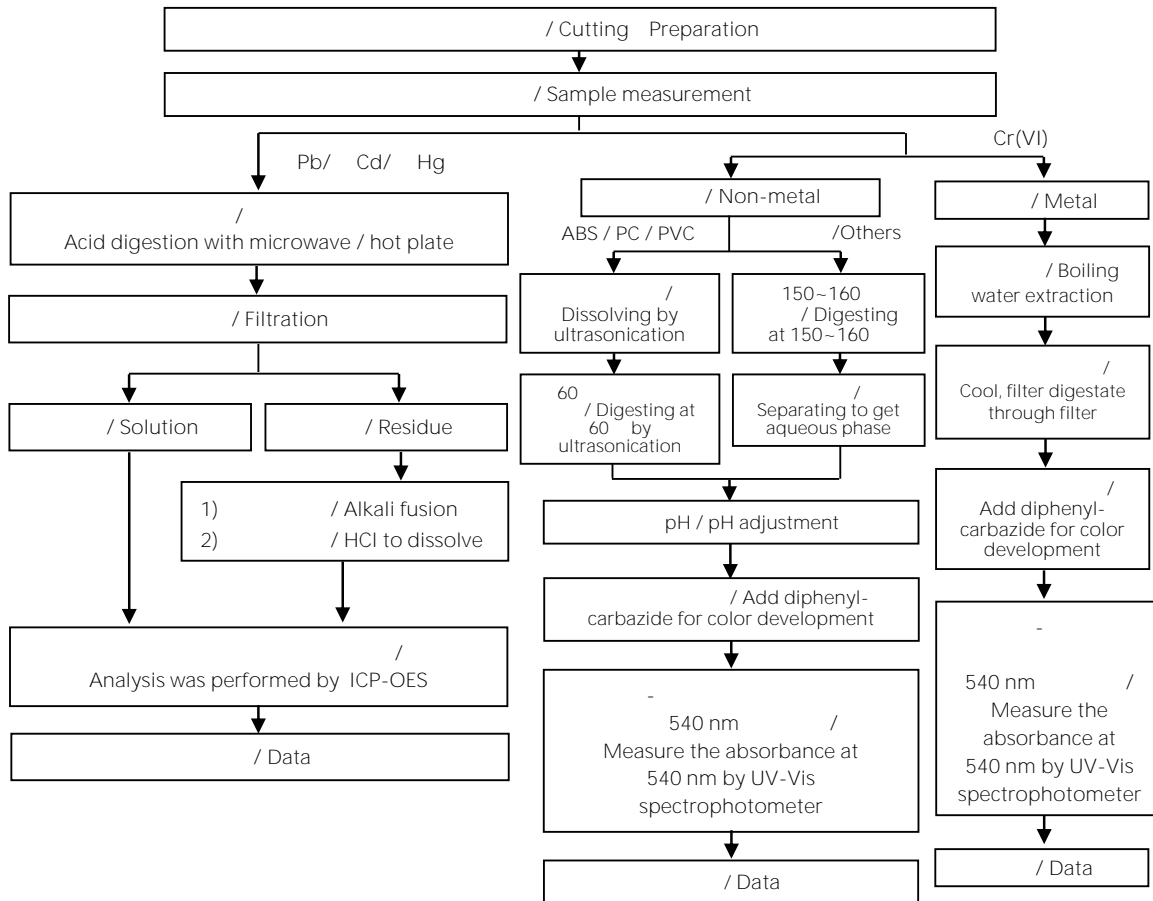 / Cutting Preparation
/ Sample measurement
Pb/ Cd/ Hg
Cr(VI)
/
Acid digestion with microwave / hot plate
/ Filtration
/ Solution
/ Residue
1) / Alkali fusion
2) / HCl to dissolve
/
Analysis was performed by ICP-OES
/ Data
/ Non-metal
ABS / PC / PVC
/Others
/
Dissolving by
ultrasonication
150~160
/ Digesting
at 150~160
60
/ Digesting at
60 by
ultrasonication
/
Separating to get
aqueous phase
pH / pH adjustment
/ Add diphenyl-
carbazide for color development
-
540 nm /
Measure the absorbance at
540 nm by UV-Vis
spectrophotometer
/ Data
/ Metal
/ Boiling
water extraction
/
Cool, filter digestate
through filter
/
Add diphenyl-
carbazide for color
development
-
540 nm /
Measure the
absorbance at
540 nm by UV-Vis
spectrophotometer
/ Data